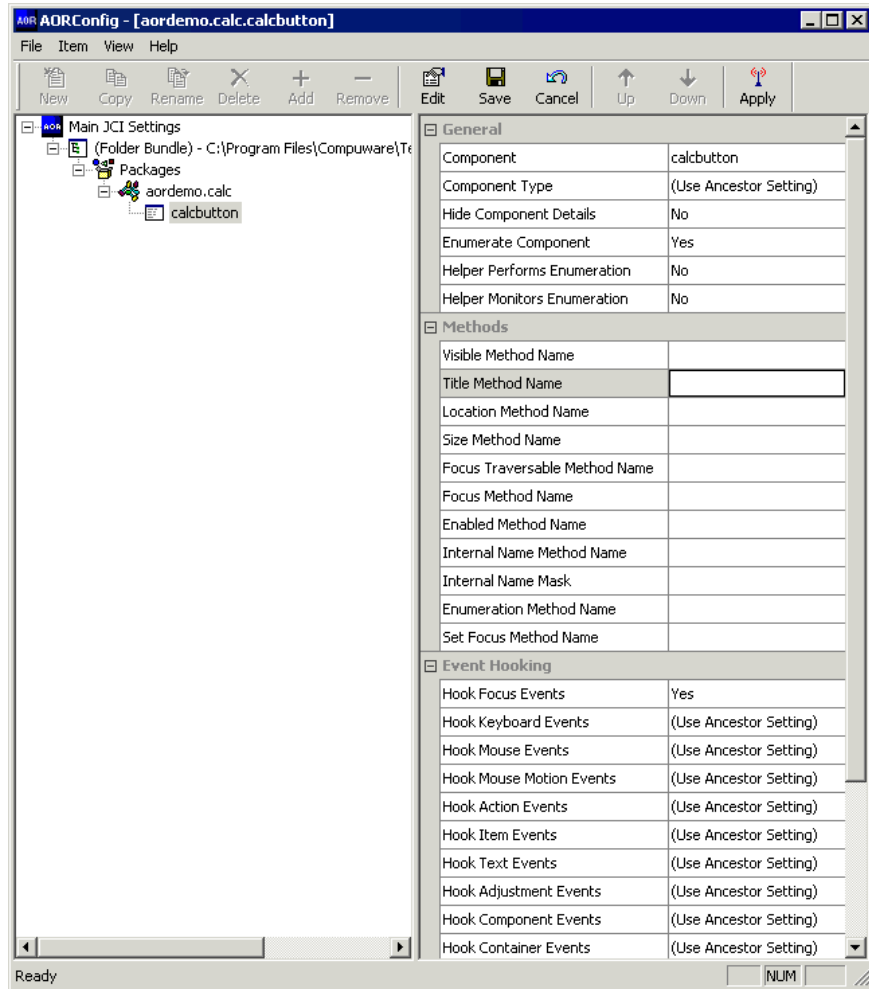 AOR AORConfig - [aordemo.calc.calcbutton]
File Item View Help
New Copy Rename Delete Add Remove Edit Save Cancel Up Down Apply
AOR Main JCI Settings
E (Folder Bundle) - C:\Program Files\Compuware\Te
Packages
aordemo.calc
calcbutton
General
Component calcbutton
Component Type (Use Ancestor Setting)
Hide Component Details No
Enumerate Component Yes
Helper Performs Enumeration No
Helper Monitors Enumeration No
Methods
Visible Method Name
Title Method Name
Location Method Name
Size Method Name
Focus Traversable Method Name
Focus Method Name
Enabled Method Name
Internal Name Method Name
Internal Name Mask
Enumeration Method Name
Set Focus Method Name
Event Hooking
Hook Focus Events Yes
Hook Keyboard Events (Use Ancestor Setting)
Hook Mouse Events (Use Ancestor Setting)
Hook Mouse Motion Events (Use Ancestor Setting)
Hook Action Events (Use Ancestor Setting)
Hook Item Events (Use Ancestor Setting)
Hook Text Events (Use Ancestor Setting)
Hook Adjustment Events (Use Ancestor Setting)
Hook Component Events (Use Ancestor Setting)
Hook Container Events (Use Ancestor Setting)
Ready NUM